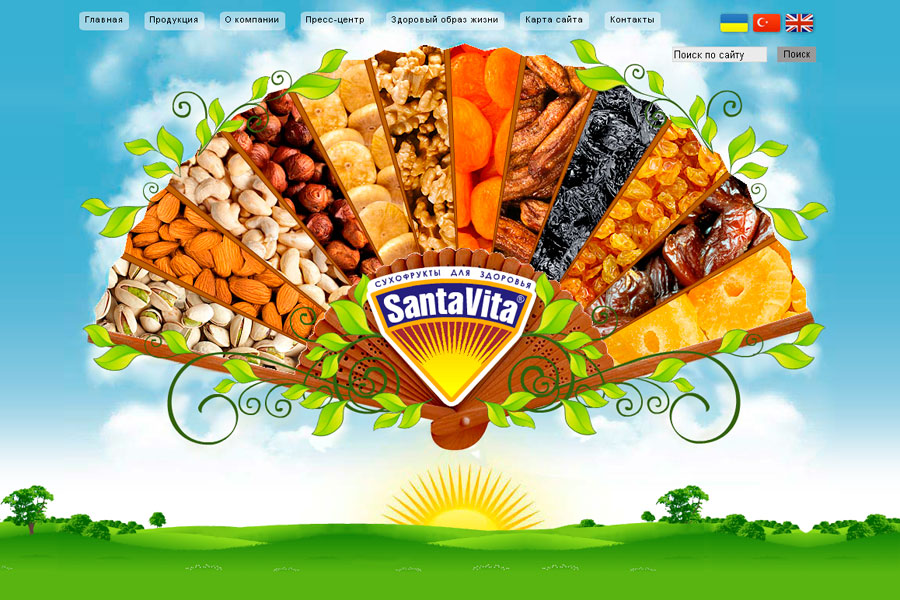 Главная
Продукция
О компании
Пресс-центр
Здоровый образ жизни
Карта сайта
Контакты
Поиск по сайту
Поиск
СУХОФРУКТЫ ДЛЯ ЗДОРОВЬЯ
SantaVita®